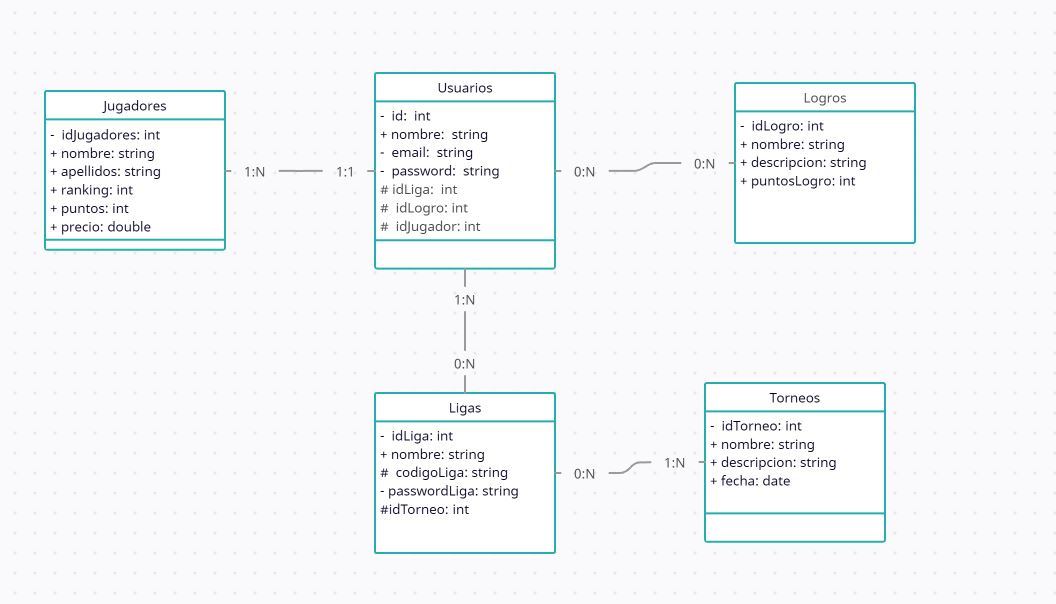 Jugadores
- idJugadores: int
+ nombre: string
+ apellidos: string
+ ranking: int
+ puntos: int
+ precio: double
1:N
1:1
Usuarios
- id: int
+ nombre: string
- email: string
- password: string
# idLiga: int
# idLogro: int
# idJugador: int
0:N
0:N
Logros
- idLogro: int
+ nombre: string
+ descripcion: string
+ puntosLogro: int
1:N
0:N
Ligas
- idLiga: int
+ nombre: string
# codigoLiga: string
- passwordLiga: string
#idTorneo: int
0:N
1:N
Torneos
- idTorneo: int
+ nombre: string
+ descripcion: string
+ fecha: date